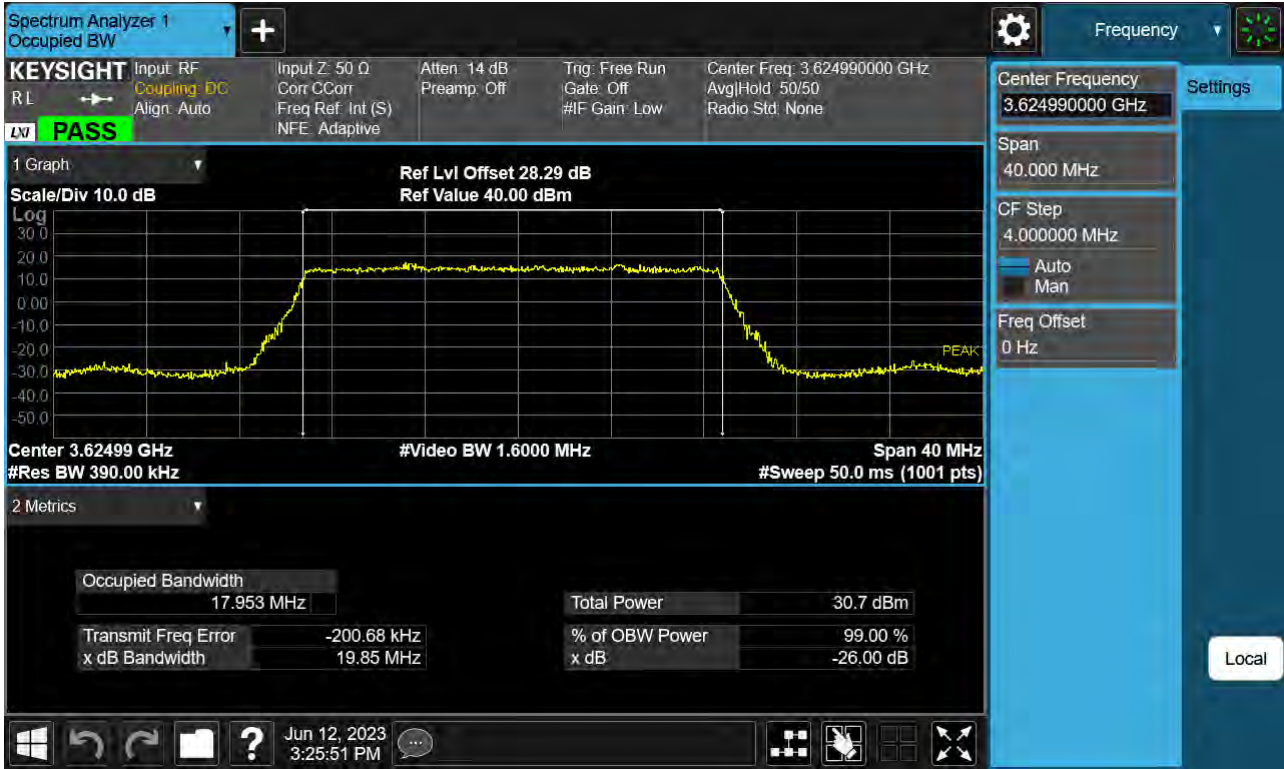 Spectrum Analyzer 1
Occupied BW
Frequency
KEYSIGHT
RL
LXI
PASS
Input: RF
Coupling: DC
Align: Auto
Input Z: 50 Ω
Corr CCorr
Freq Ref: Int (S)
NFE: Adaptive
Atten: 14 dB
Preamp: Off
Trig: Free Run
Gate: Off
#IF Gain: Low
Center Freq: 3.624990000 GHz
Avg|Hold: 50/50
Radio Std: None
Center Frequency
3.624990000 GHz
Settings
Span
40.000 MHz
CF Step
4.000000 MHz
Auto
Man
Freq Offset
0 Hz
Local
1 Graph
Scale/Div 10.0 dB
Ref Lvl Offset 28.29 dB
Ref Value 40.00 dBm
Log
30.0
20.0
10.0
0.00
-10.0
-20.0
-30.0
-40.0
-50.0
PEAK
Center 3.62499 GHz
#Video BW 1.6000 MHz
Span 40 MHz
#Res BW 390.00 kHz
#Sweep 50.0 ms (1001 pts)
2 Metrics
Occupied Bandwidth
17.953 MHz
Total Power 30.7 dBm
Transmit Freq Error -200.68 kHz
% of OBW Power 99.00 %
x dB Bandwidth 19.85 MHz
x dB -26.00 dB
Jun 12, 2023
3:25:51 PM